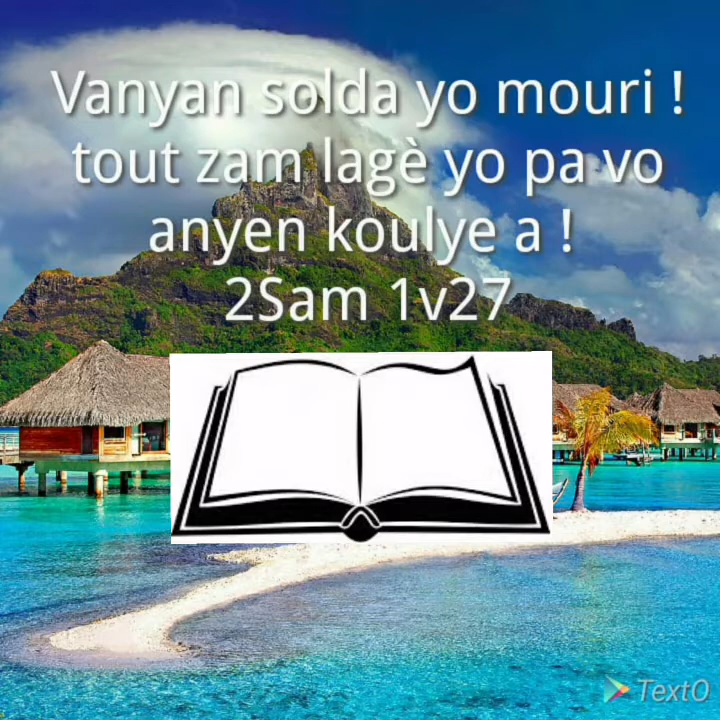 Vanyan solda yo mouri !
tout zam lagè yo pa vo
anyen koulye a !
2Sam 1v27
TextO